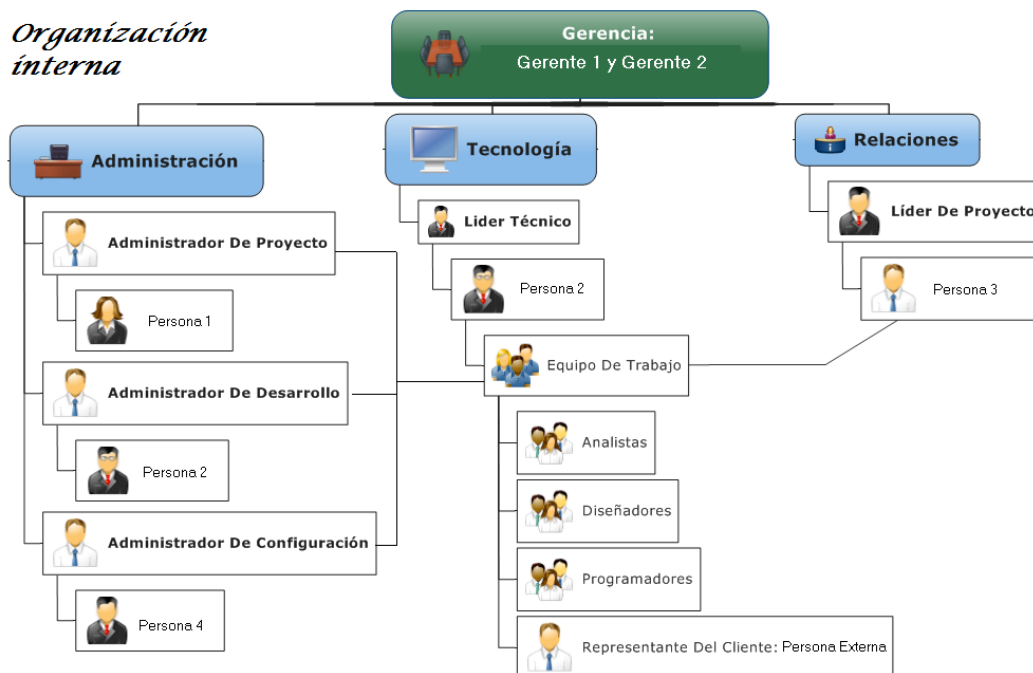 Organización
interna
Gerencia:
Gerente 1 y Gerente 2
Administración
Administrador De Proyecto
Persona 1
Administrador De Desarrollo
Persona 2
Administrador De Configuración
Persona 4
Tecnología
Lider Técnico
Persona 2
Equipo De Trabajo
Analistas
Diseñadores
Programadores
Representante Del Cliente: Persona Externa
Relaciones
Líder De Proyecto
Persona 3